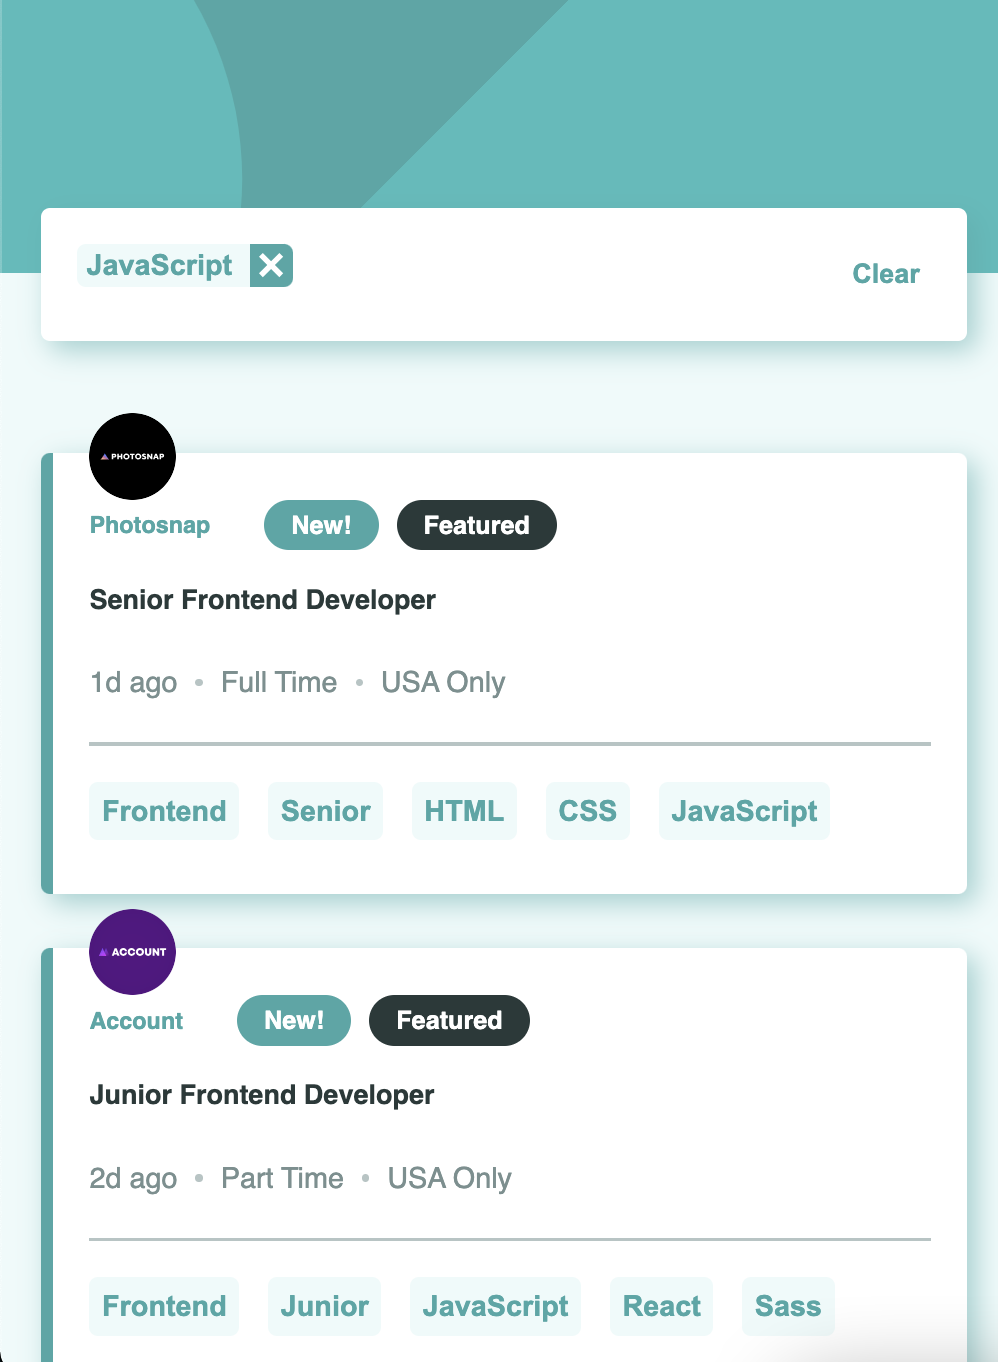 JavaScript
Clear
PHOTOSNAP
Photosnap New! Featured
Senior Frontend Developer
1d ago • Full Time • USA Only
Frontend Senior HTML CSS JavaScript
ACCOUNT
Account New! Featured
Junior Frontend Developer
2d ago • Part Time • USA Only
Frontend Junior JavaScript React Sass